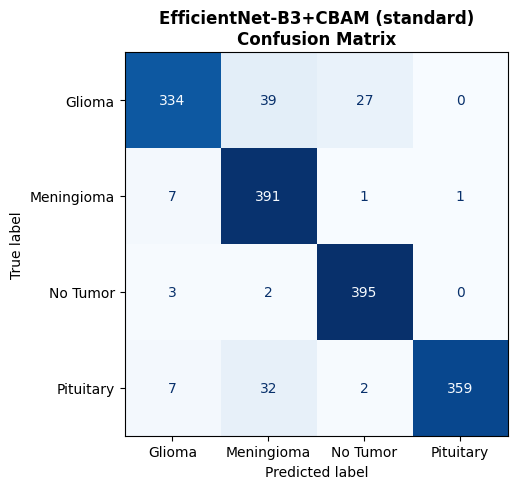 EfficientNet-B3+CBAM (standard)
Confusion Matrix
True label
Glioma 334 39 27 0
Meningioma 7 391 1 1
No Tumor 3 2 395 0
Pituitary 7 32 2 359
Glioma Meningioma No Tumor Pituitary
Predicted label